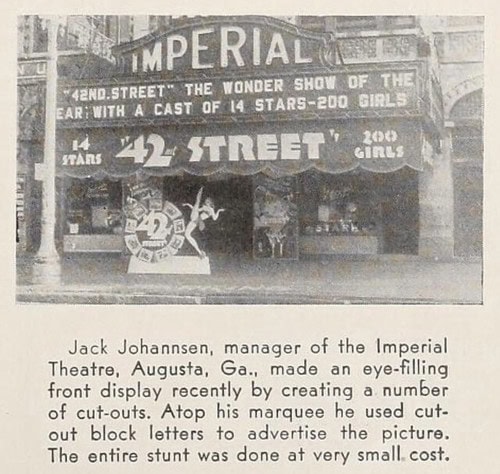 IMPERIAL
"42ND.STREET" THE WONDER SHOW OF THE
EAR; WITH A CAST OF 14 STARS-200 GIRLS
14 STARS "42nd STREET" 200 GIRLS
42nd
STREET
Jack Johannsen, manager of the Imperial
Theatre, Augusta, Ga., made an eye-filling
front display recently by creating a number
of cut-outs. Atop his marquee he used cut-
out block letters to advertise the picture.
The entire stunt was done at very small cost.